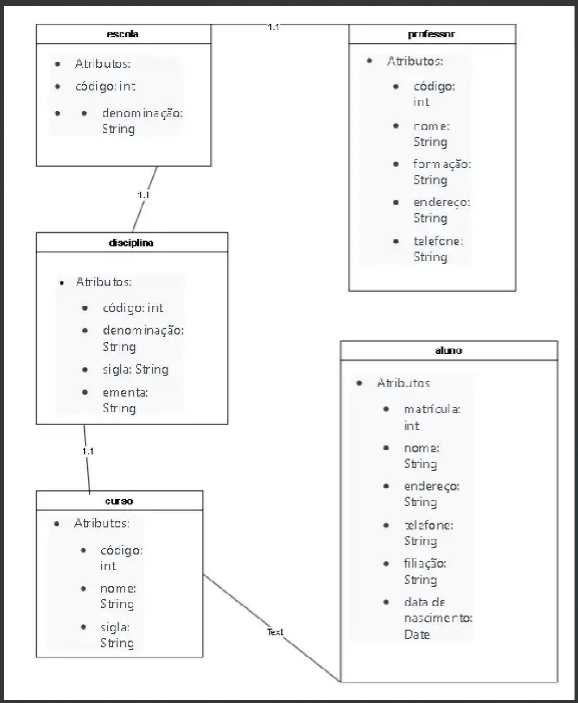 1.1
escola
Atributos:
código: int
denominação:
String
professor
Atributos:
código:
int
nome:
String
formação:
String
endereço:
String
telefone:
String
1.1
disciplina
Atributos:
código: int
denominação:
String
sigla: String
ementa:
String
1.1
curso
Atributos:
código:
int
nome:
String
sigla:
String
Text
aluno
Atributos
matrícula:
int
nome:
String
endereço:
String
telefone:
String
filiação:
String
data de
nascimento:
Date